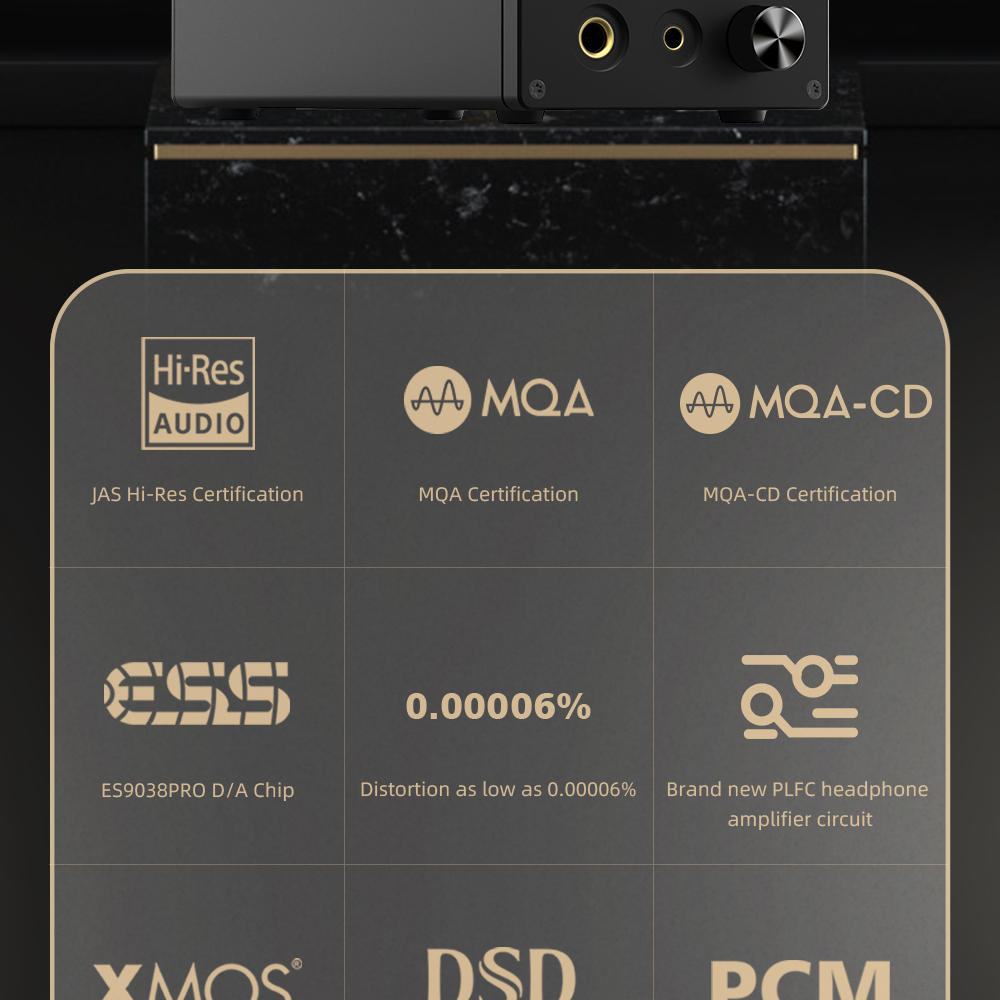 Hi-Res
AUDIO
JAS Hi-Res Certification
MQA
MQA Certification
MQA-CD
MQA-CD Certification
ESS
ES9038PRO D/A Chip
0.00006%
Distortion as low as 0.00006%
Brand new PLFC headphone
amplifier circuit
XMOS®
DSD
PCM